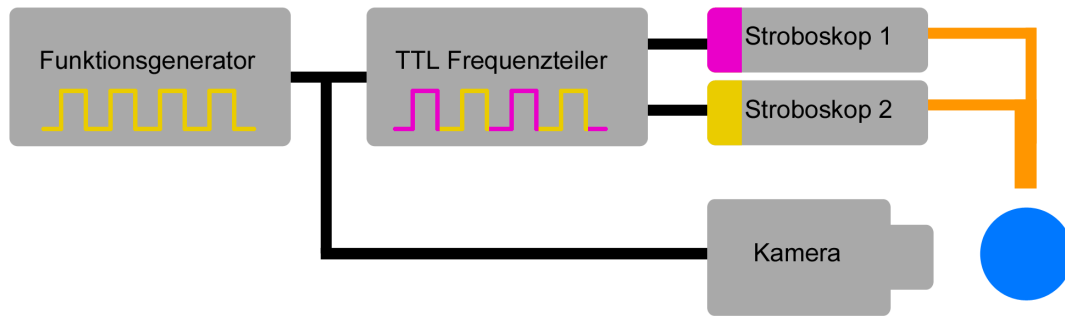 Funktionsgenerator
TTL Frequenzteiler
Stroboskop 1
Stroboskop 2
Kamera